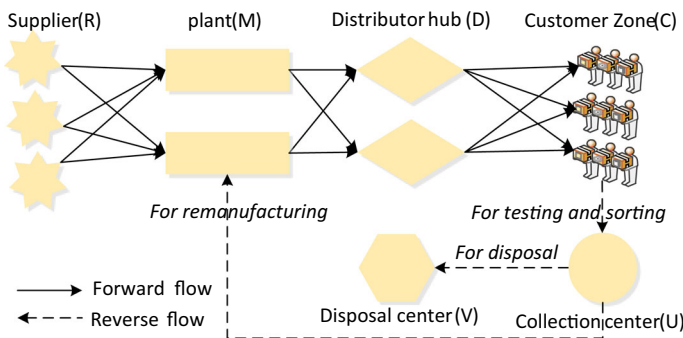 Supplier(R)
plant(M)
Distributor hub (D)
Customer Zone(C)
For remanufacturing
For testing and sorting
For disposal
Forward flow
Reverse flow
Disposal center(V)
Collection center(U)